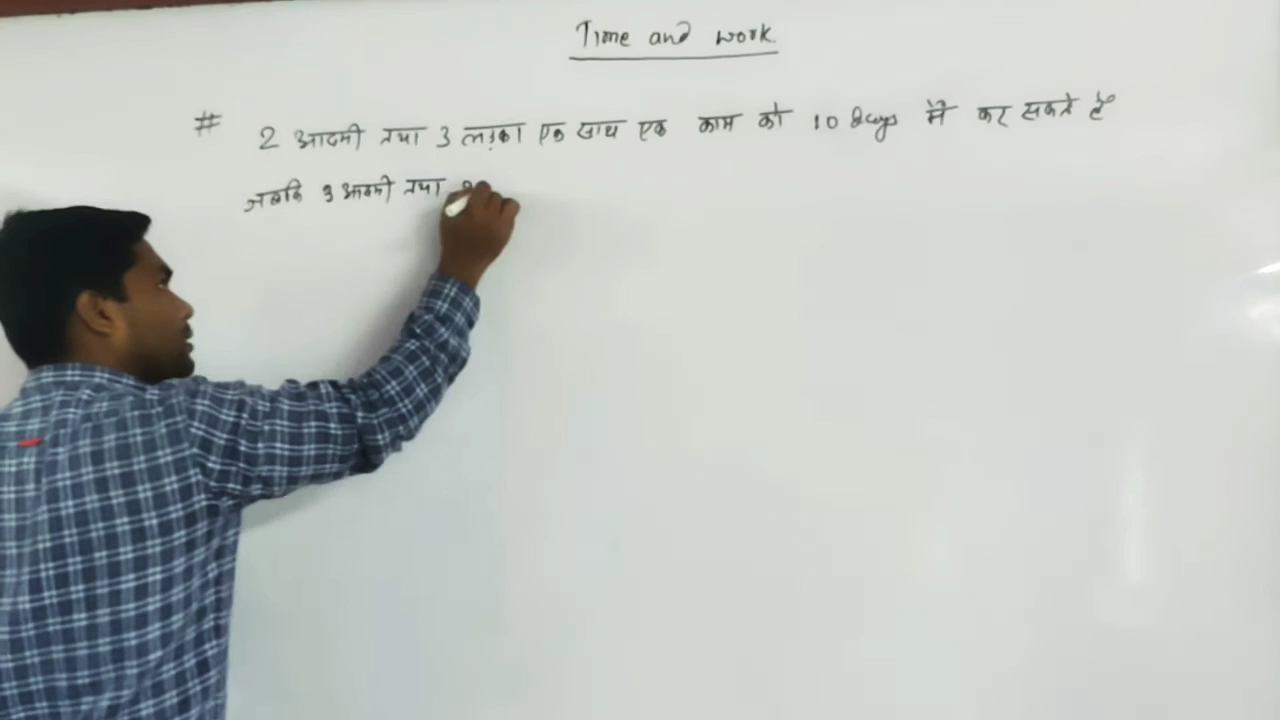 Time and work.
# 2 आदमी तथा 3 लड़का एक साथ एक काम को 10 Days में कर सकते हैं
जबकि 3 आदमी तथा